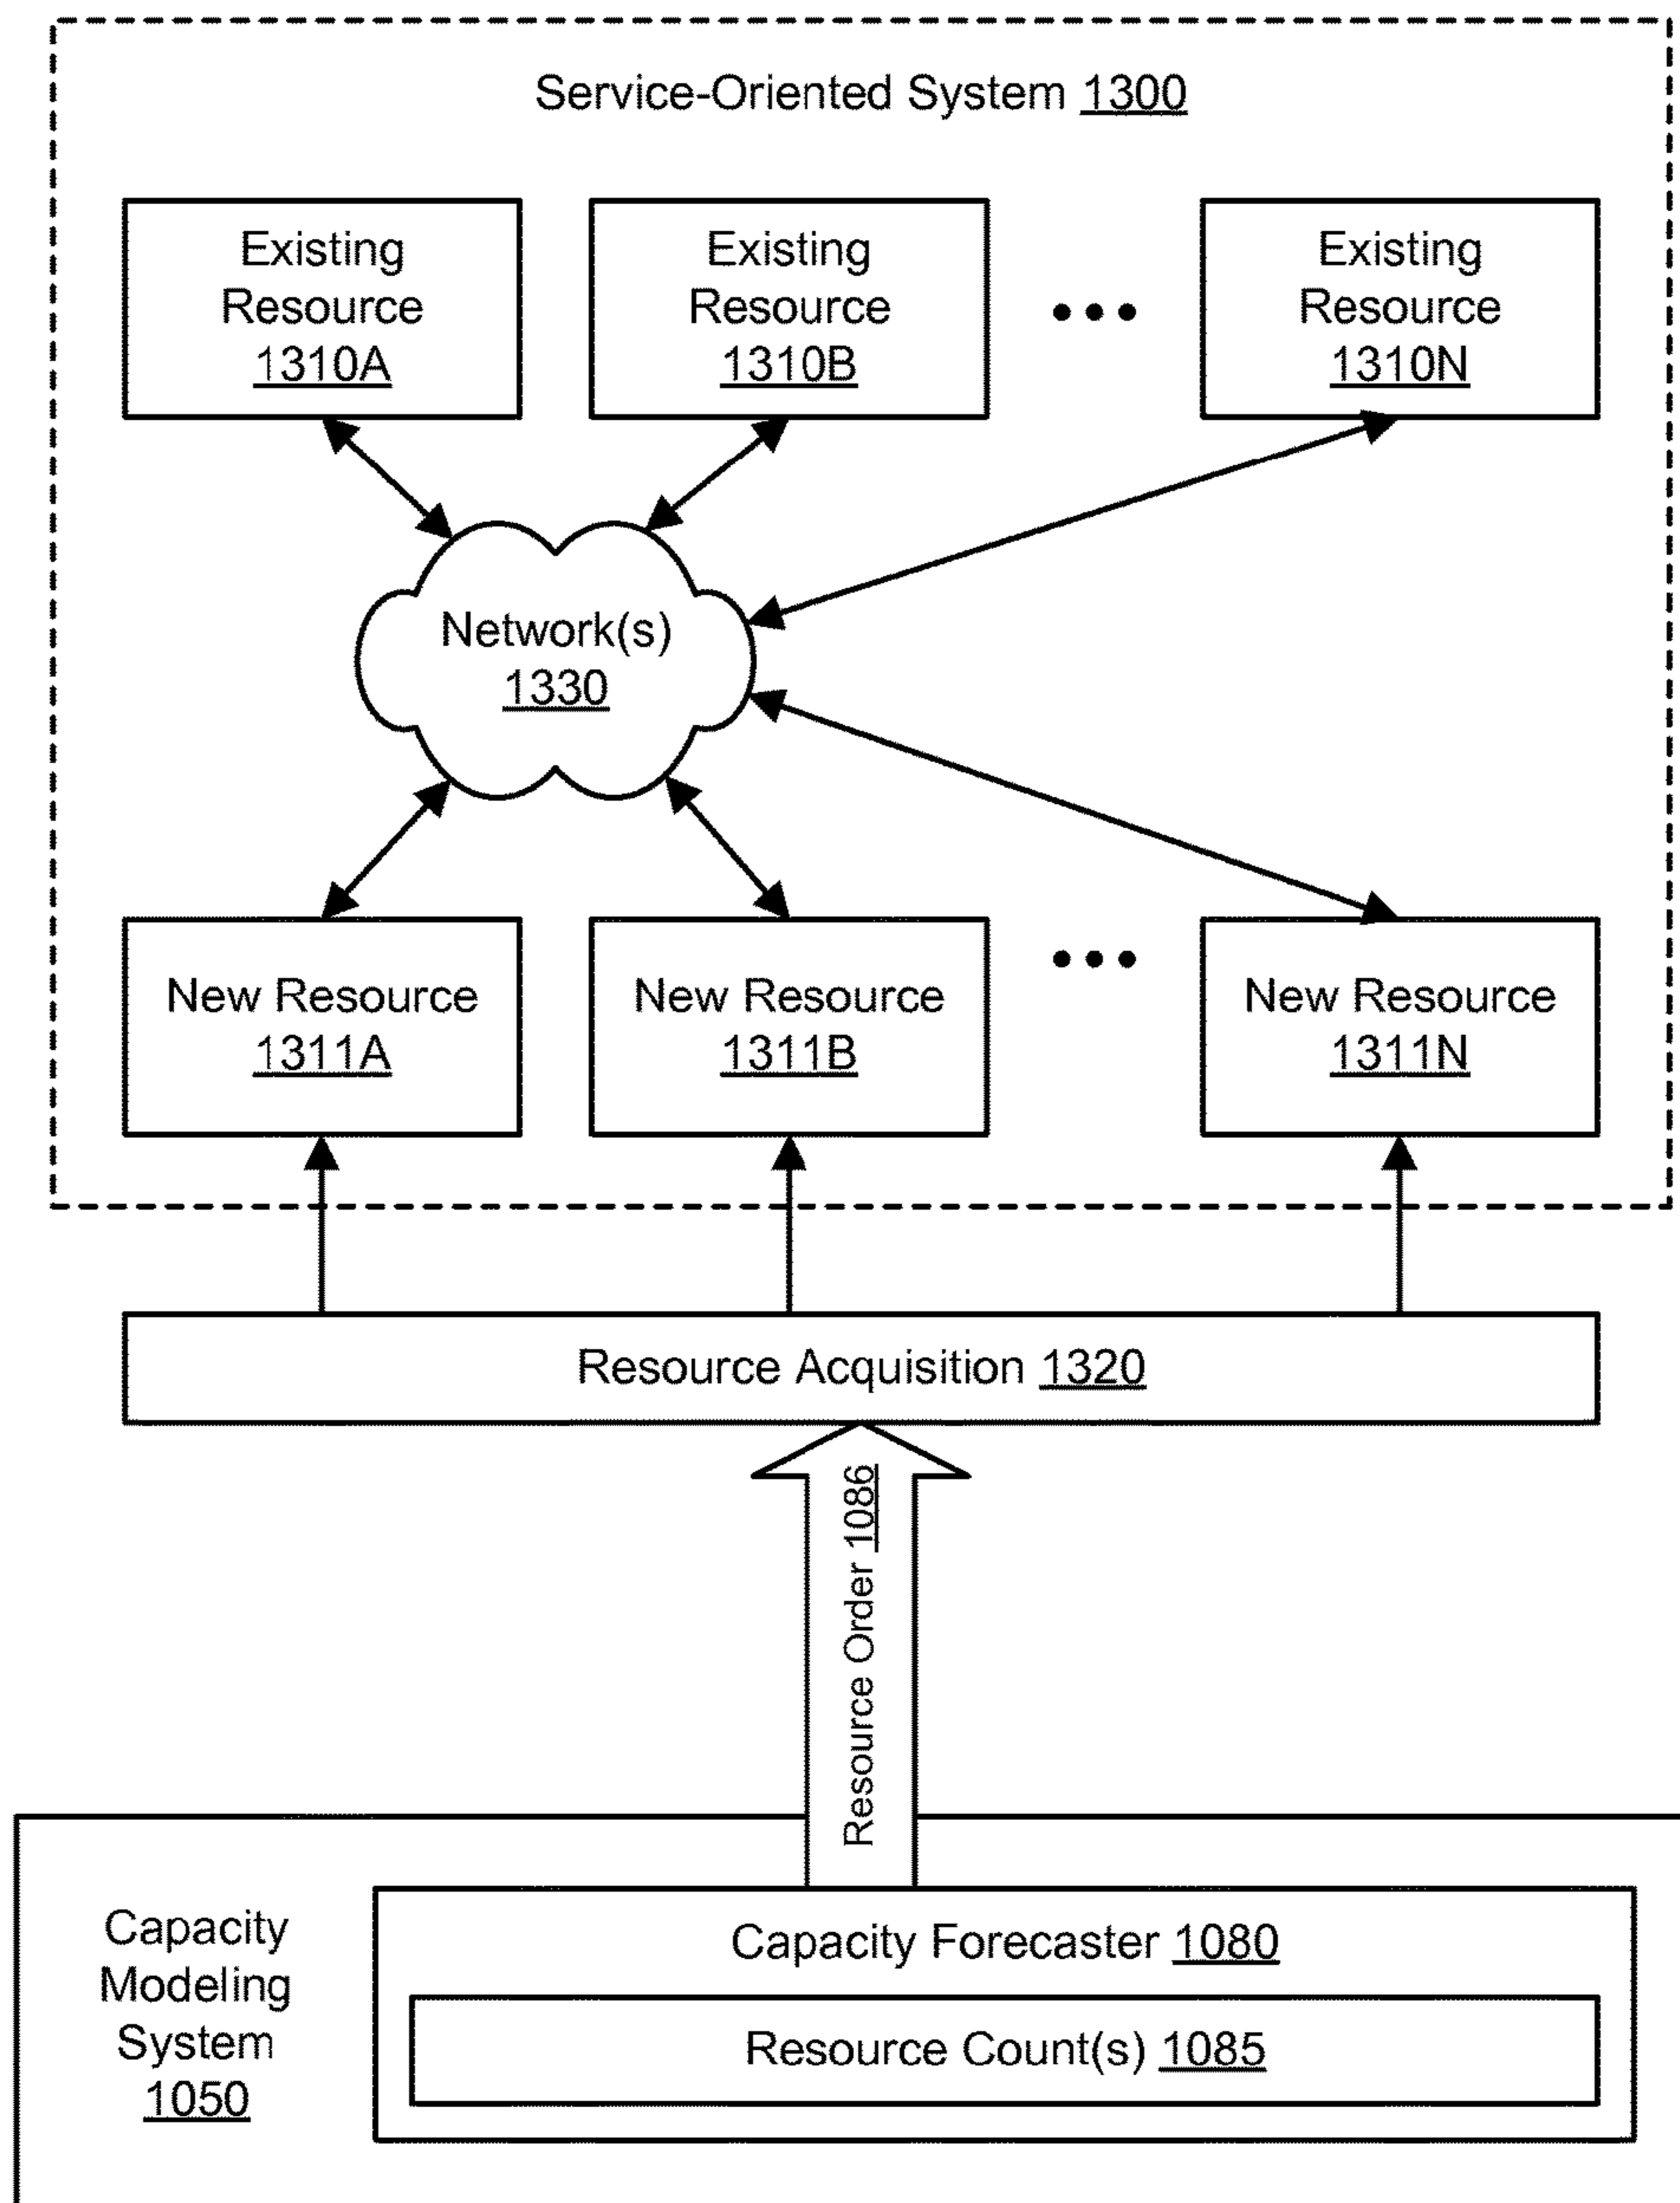 Service-Oriented System 1300
Existing
Resource
1310A
Existing
Resource
1310B
Existing
Resource
1310N
Network(s)
1330
New Resource
1311A
New Resource
1311B
New Resource
1311N
Resource Acquisition 1320
Resource Order 1086
Capacity
Modeling
System
1050
Capacity Forecaster 1080
Resource Count(s) 1085